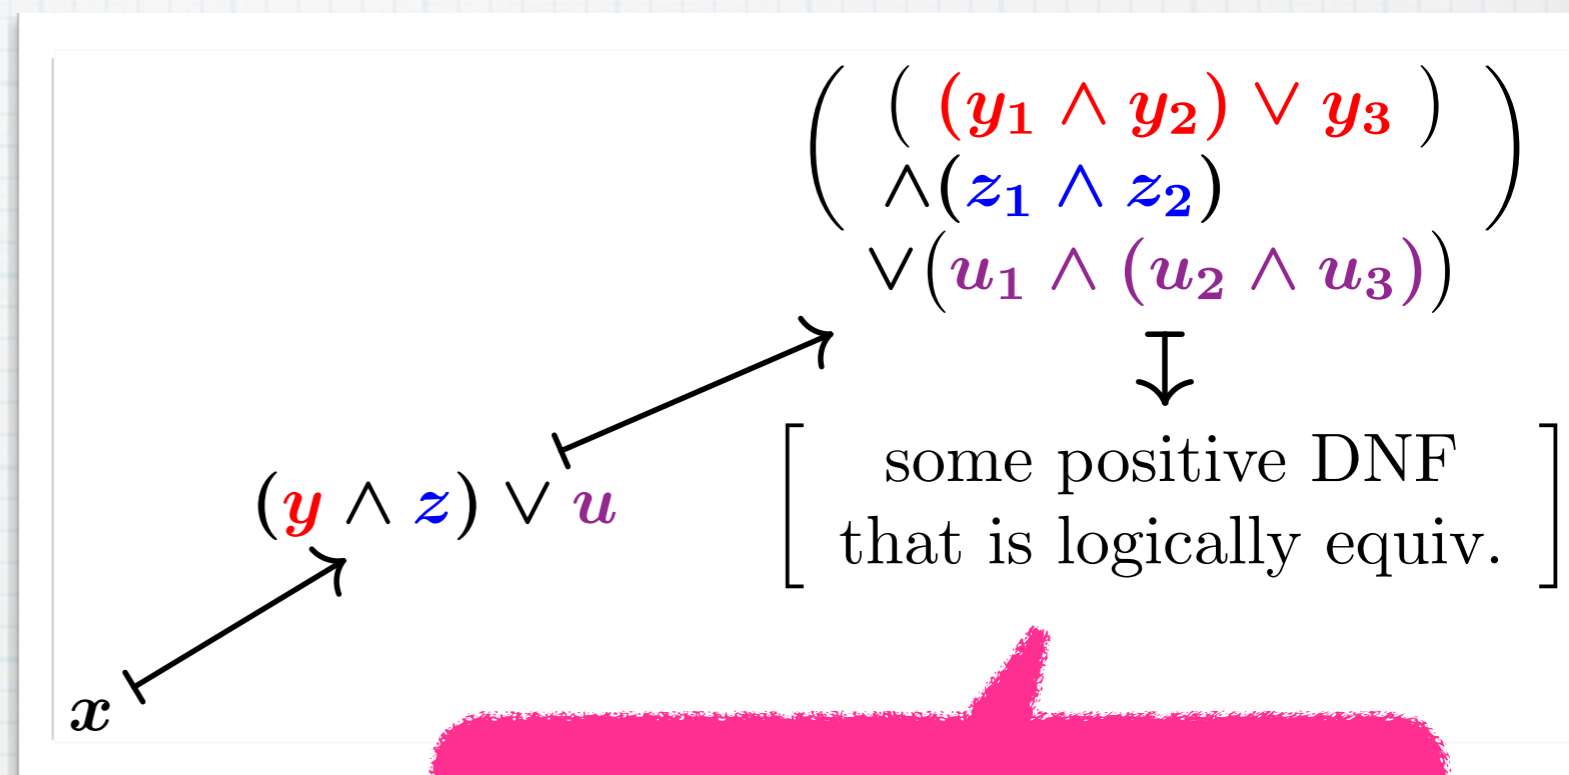 ( ( (y₁ ∧ y₂) ∨ y₃ ) )
∧(z₁ ∧ z₂)
∨(u₁ ∧ (u₂ ∧ u₃))
(y ∧ z) ∨ u
some positive DNF
that is logically equiv.
x